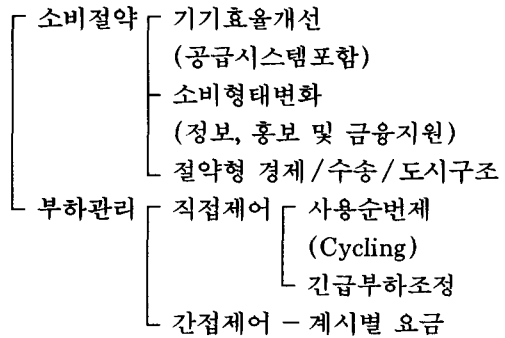 소비절약 기기효율개선
(공급시스템포함)
소비형태변화
(정보, 홍보 및 금융지원)
절약형 경제/수송/도시구조
부하관리 직접제어 사용순번제
(Cycling)
긴급부하조정
간접제어 - 계시별 요금